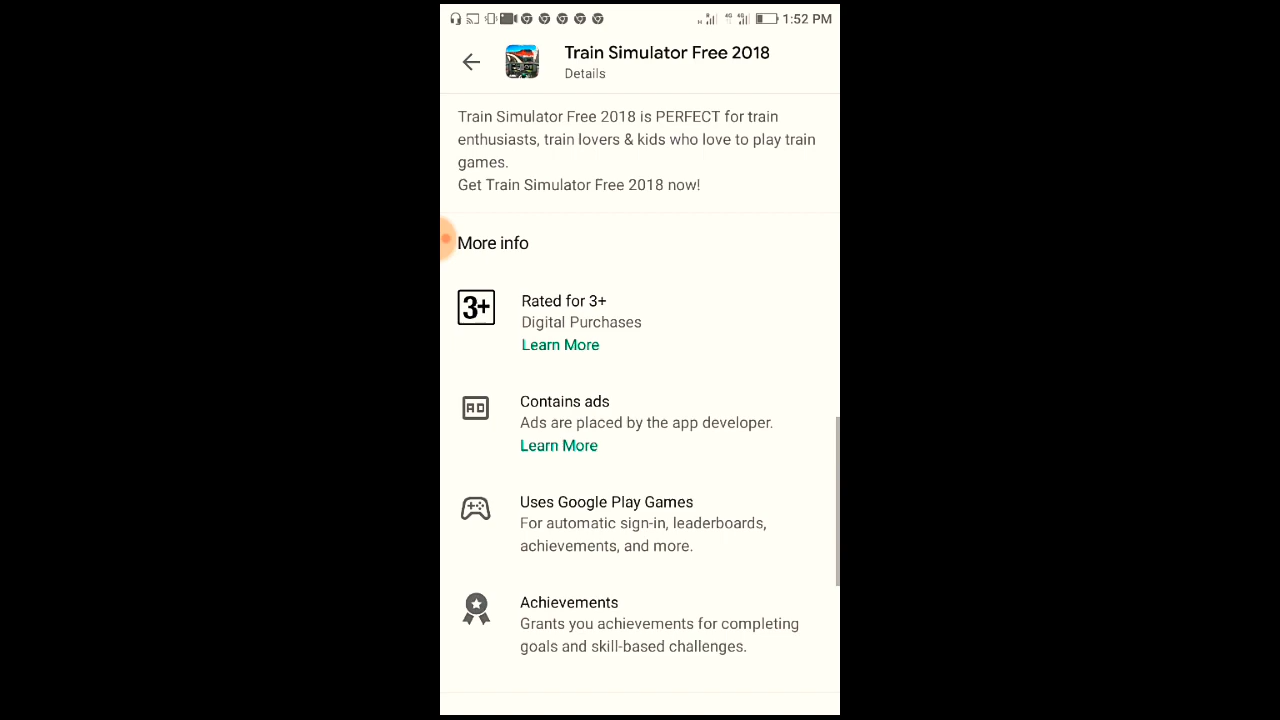 1:52 PM
Train Simulator Free 2018
Details
Train Simulator Free 2018 is PERFECT for train
enthusiasts, train lovers & kids who love to play train
games.
Get Train Simulator Free 2018 now!
More info
3+
Rated for 3+
Digital Purchases
Learn More
AD
Contains ads
Ads are placed by the app developer.
Learn More
Uses Google Play Games
For automatic sign-in, leaderboards,
achievements, and more.
Achievements
Grants you achievements for completing
goals and skill-based challenges.